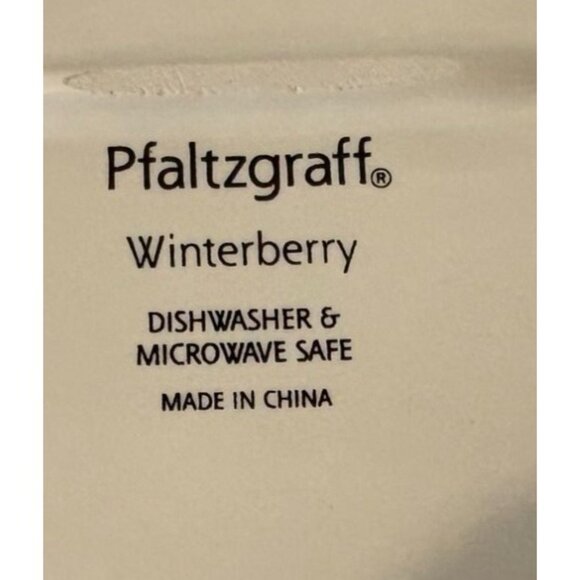 Pfaltzgraff®
Winterberry
DISHWASHER &
MICROWAVE SAFE
MADE IN CHINA